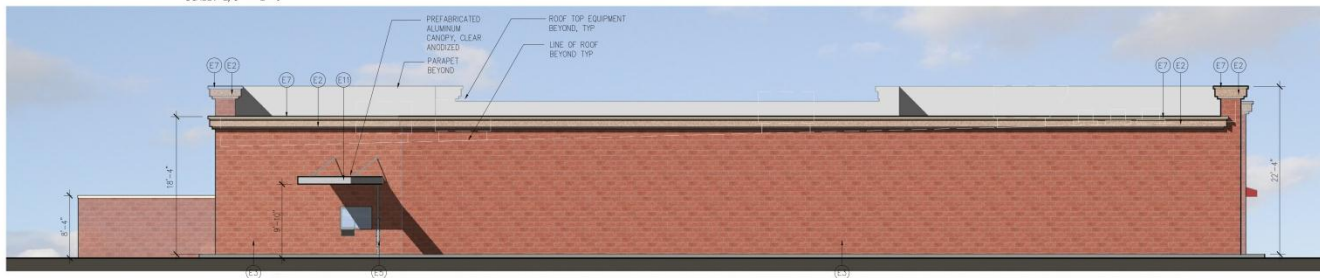 PREFABRICATED
ALUMINUM
CANOPY, CLEAR
ANODIZED
PARAPET
BEYOND
ROOF TOP EQUIPMENT
BEYOND, TYP
LINE OF ROOF
BEYOND TYP
E7
E2
E7
E2
E11
E7
E2
E7
E2
18'-4"
22'-4"
8'-4"
9'-10"
E3
E5
E3